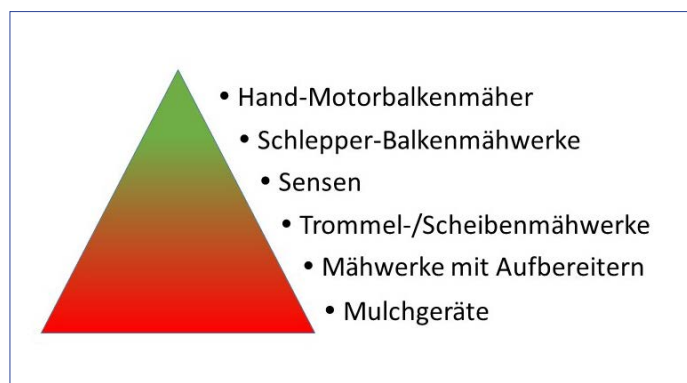 • Hand-Motorbalkenmäher
• Schlepper-Balkenmähwerke
• Sensen
• Trommel-/Scheibenmähwerke
• Mähwerke mit Aufbereitern
• Mulchgeräte